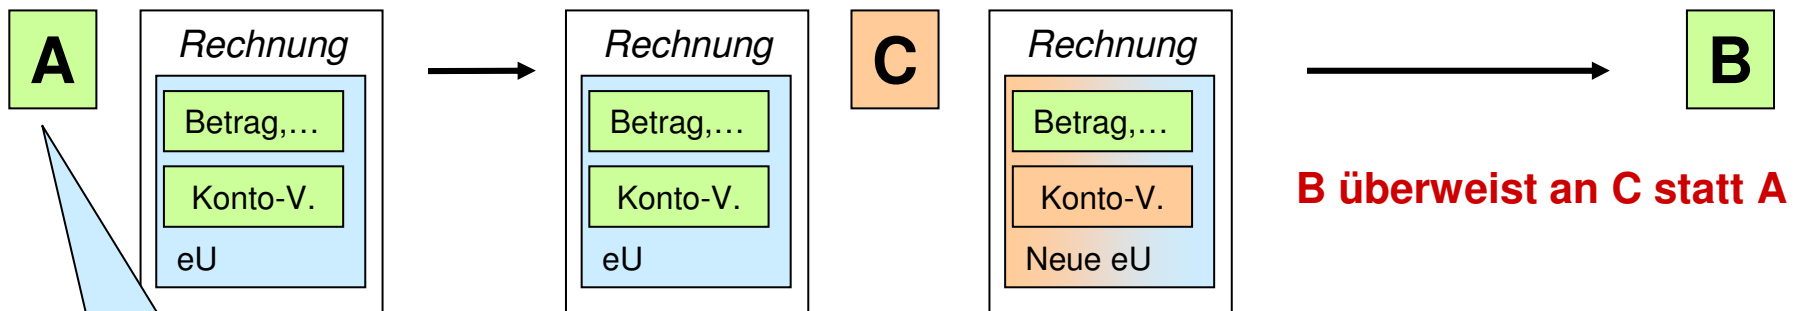 A
Rechnung
Betrag,…
Konto-V.
eU
Rechnung
Betrag,…
Konto-V.
eU
C
Rechnung
Betrag,…
Konto-V.
Neue eU
B
B überweist an C statt A